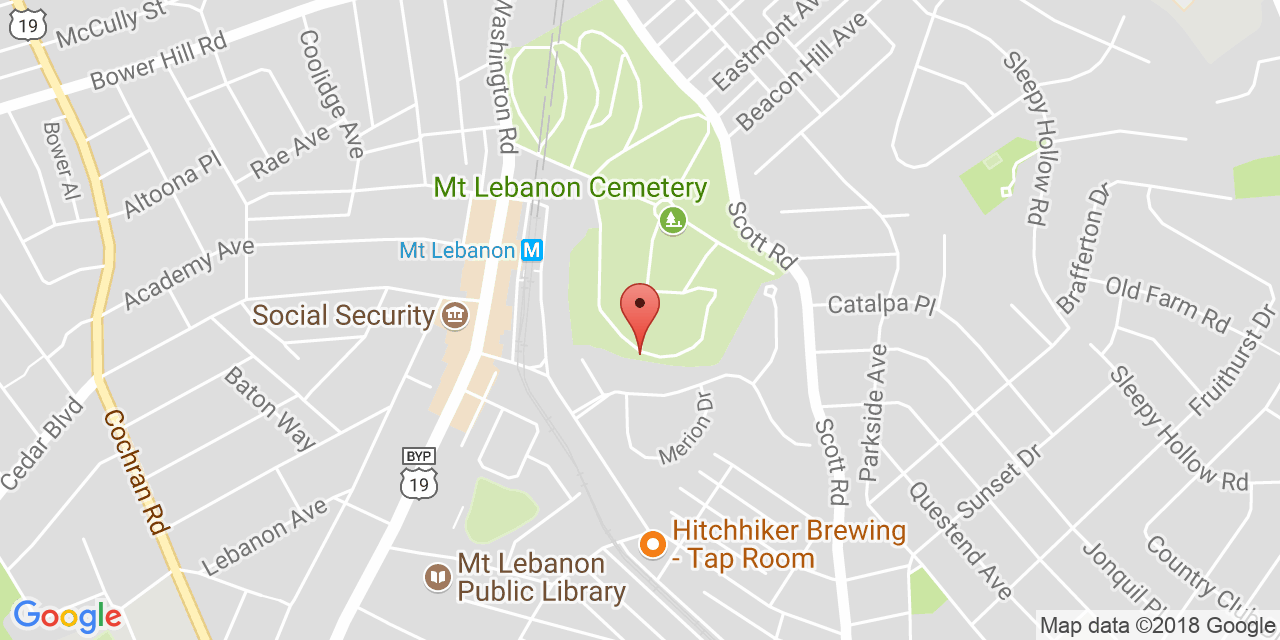 19
McCully St
Bower Hill Rd
Coolidge Ave
Washington Rd
Eastmont Av
Beacon Hill Ave
Sleepy Hollow Rd
Bower Al
Altoona Pl
Rae Ave
Mt Lebanon Cemetery
Scott Rd
Brafferton Dr
Academy Ave
Mt Lebanon M
Social Security
Catalpa Pl
Old Farm Rd
Fruithurst Dr
Parkside Ave
Sleepy Hollow Rd
Baton Way
Cedar Blvd
Cochran Rd
Merion Dr
Scott Rd
BYP
19
Sunset Dr
Questend Ave
Lebanon Ave
Hitchhiker Brewing
- Tap Room
Mt Lebanon
Public Library
Jonquil Pl
Country Club
Google
Map data ©2018 Google